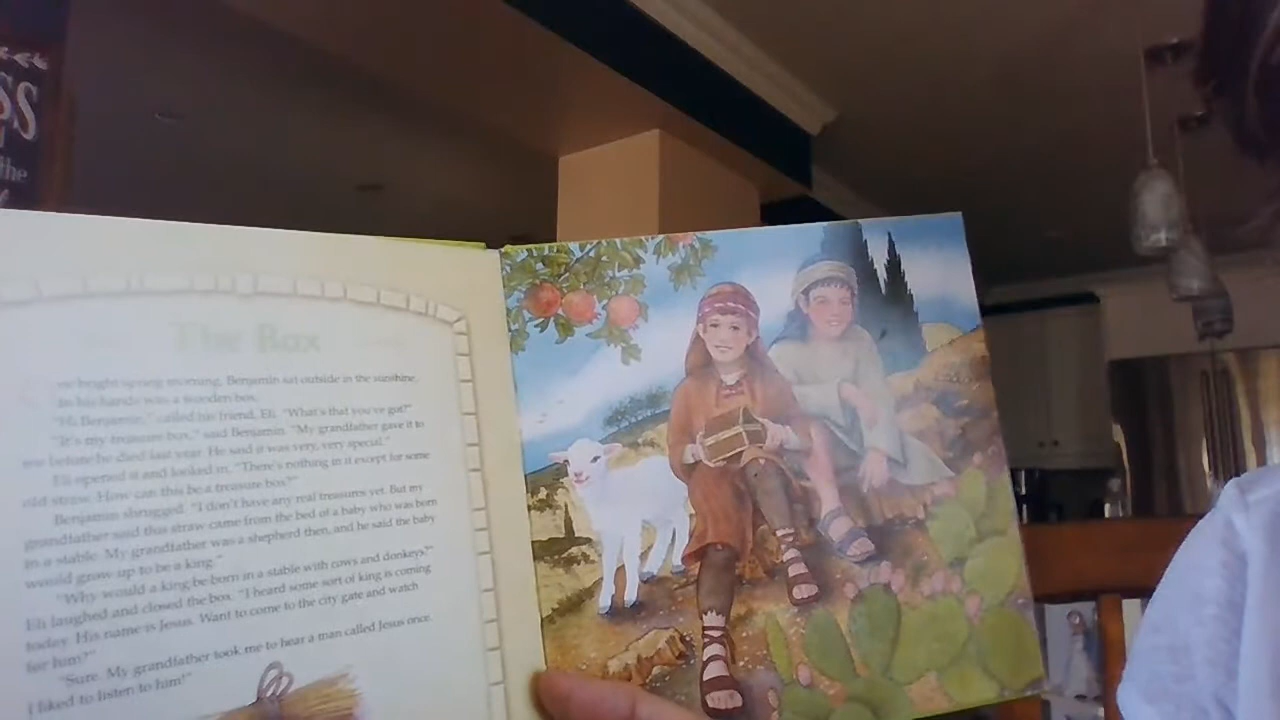 SS
the
The Box
ne bright spring morning, Benjamin sat outside in the sunshine.
In his hands was a wooden box.
"Hi, Benjamin," called his friend, Eli. "What's that you've got?"
"It's my treasure box," said Benjamin. "My grandfather gave it to
me before he died last year. He said it was very, very special."
Eli opened it and looked in. "There's nothing in it except for some
old straw. How can this be a treasure box?"
Benjamin shrugged. "I don't have any real treasures yet. But my
grandfather said this straw came from the bed of a baby who was born
in a stable. My grandfather was a shepherd then, and he said the baby
would grow up to be a king."
"Why would a king be born in a stable with cows and donkeys?"
Eli laughed and closed the box. "I heard some sort of king is coming
today. His name is Jesus. Want to come to the city gate and watch
for him?"
"Sure. My grandfather took me to hear a man called Jesus once.
I liked to listen to him!"